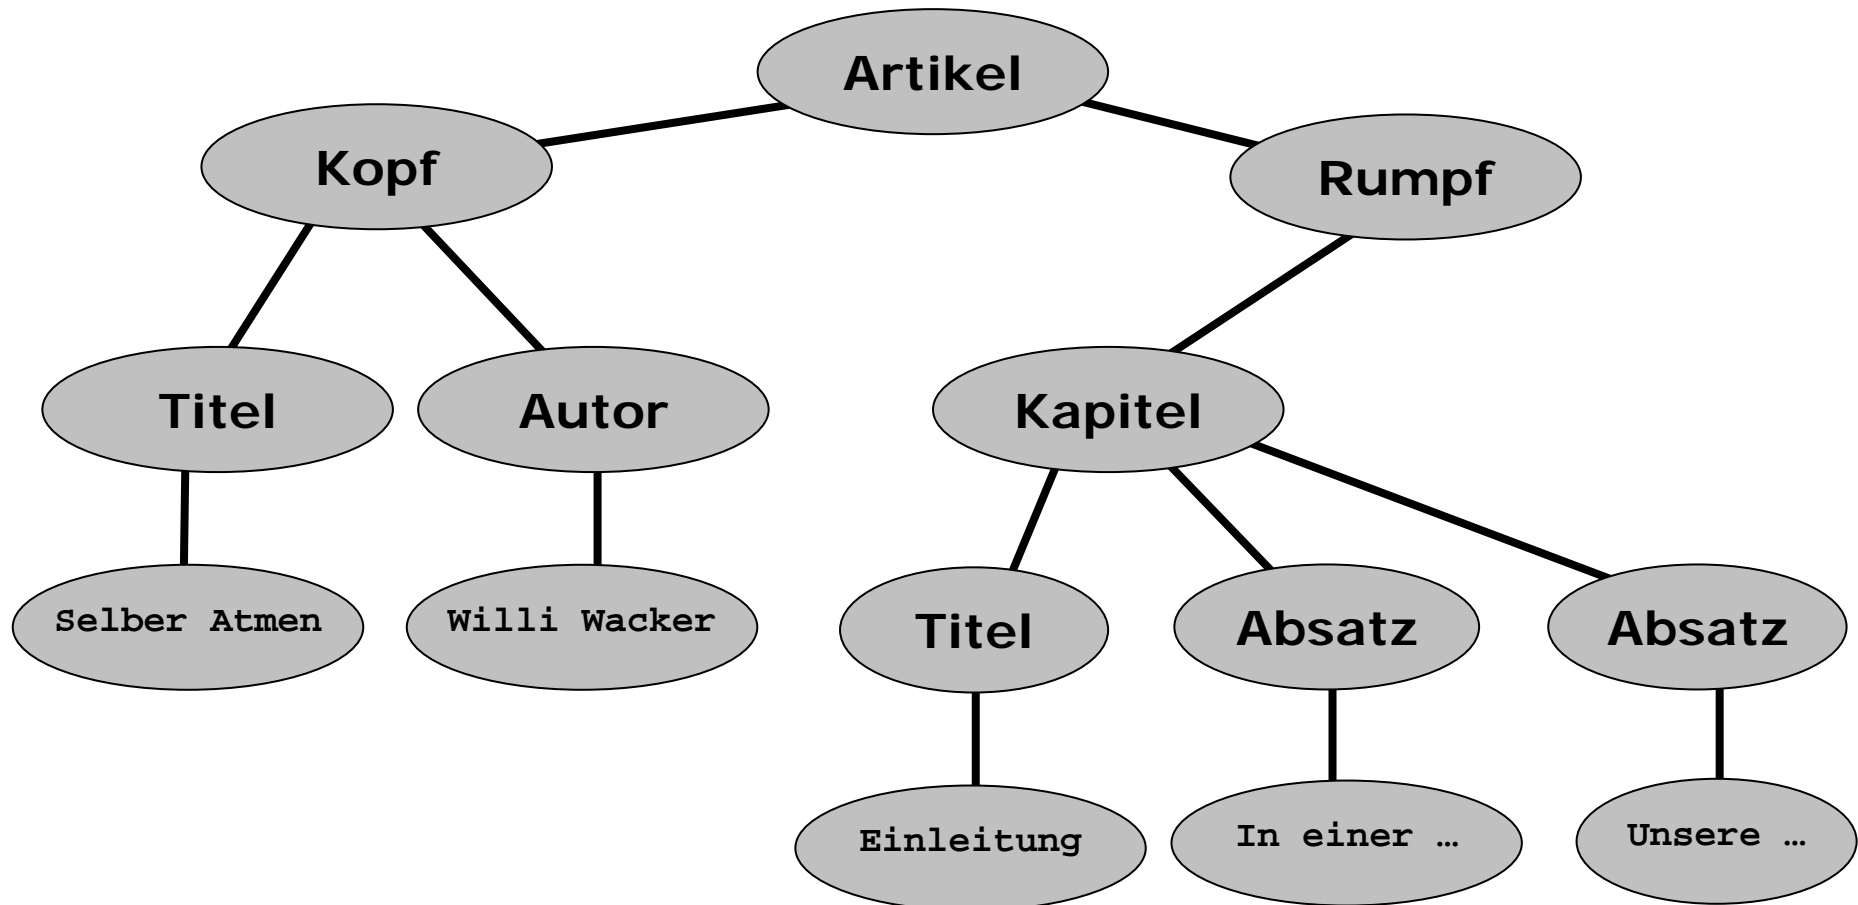 Artikel
Kopf
Rumpf
Titel
Autor
Kapitel
Selber Atmen
Willi Wacker
Titel
Absatz
Absatz
Einleitung
In einer …
Unsere …